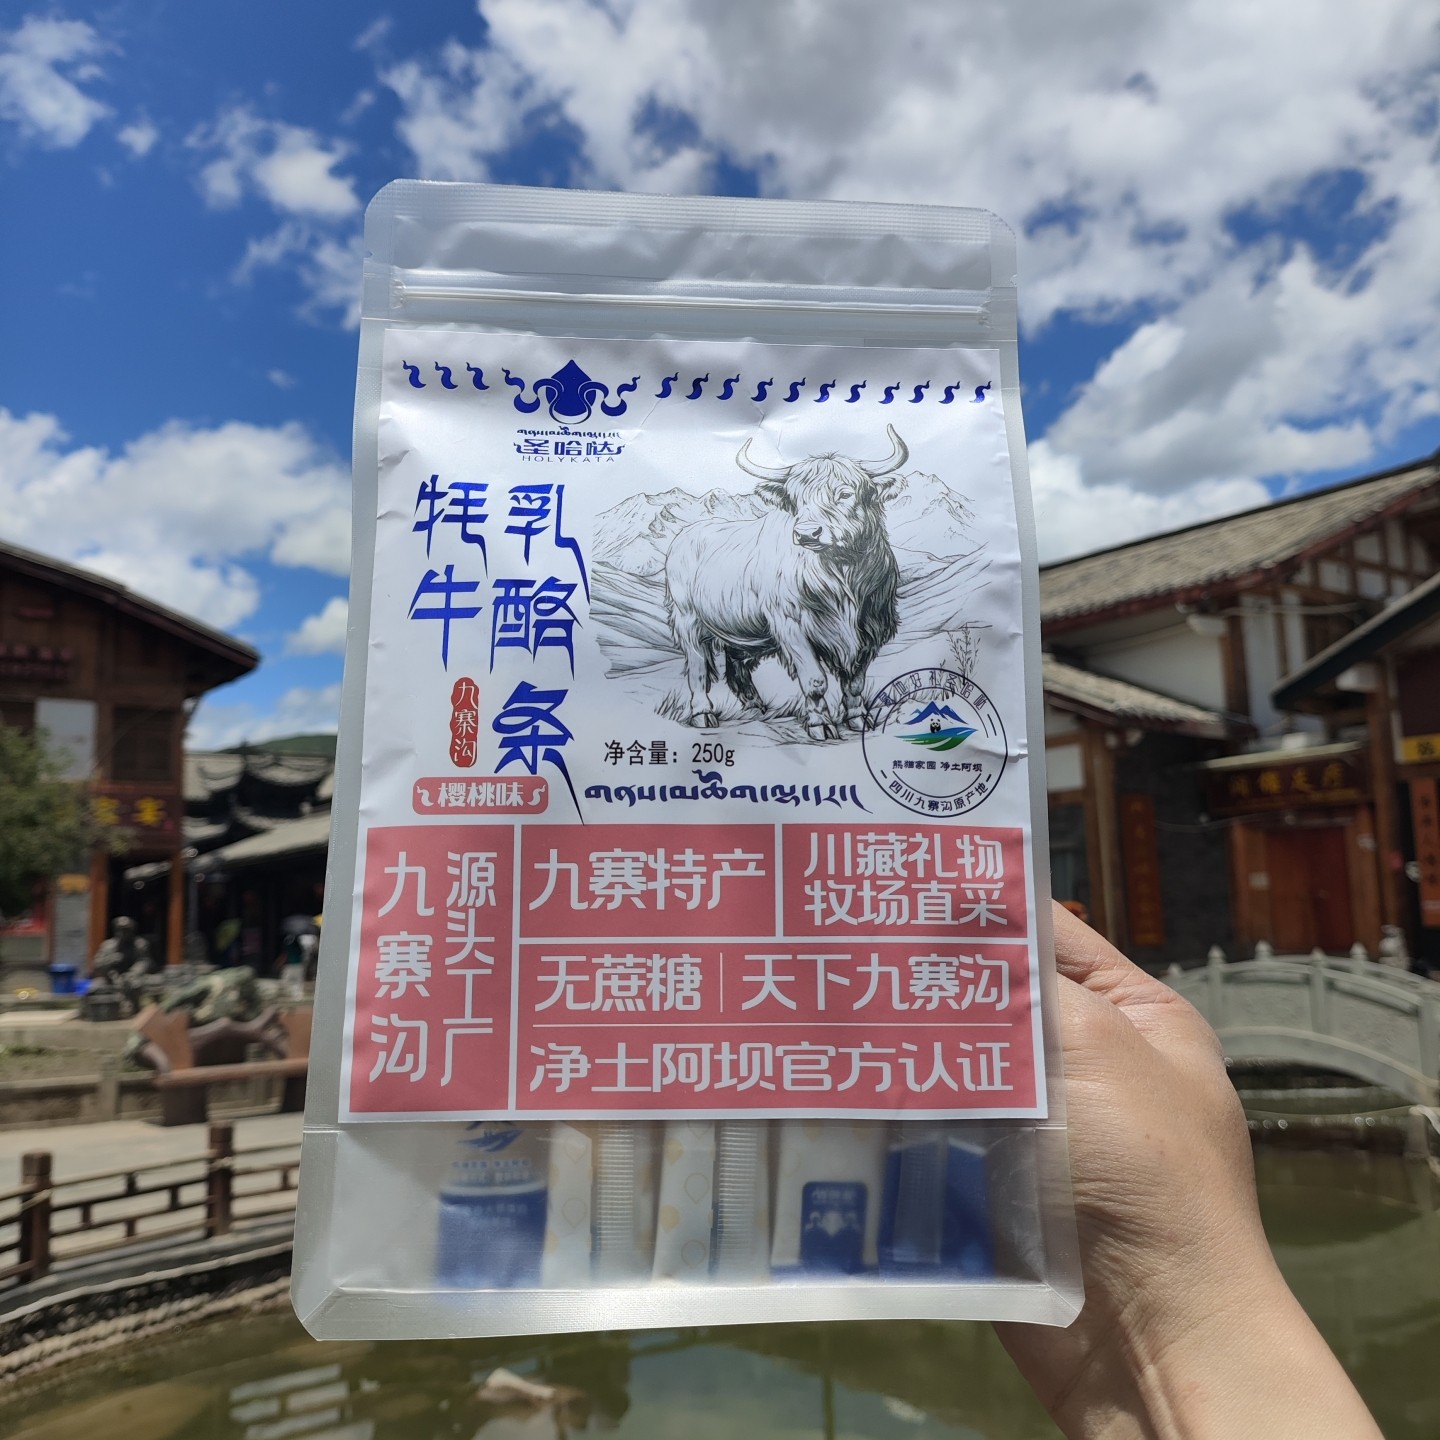 圣哈达
HOLYKATA
牦牛
乳酪条
九寨沟
樱桃味
净含量：250g
熊猫家园 净土阿坝
四川九寨沟原产地
九寨沟
源头工厂
九寨特产
川藏礼物
牧场直采
无蔗糖
天下九寨沟
净土阿坝官方认证